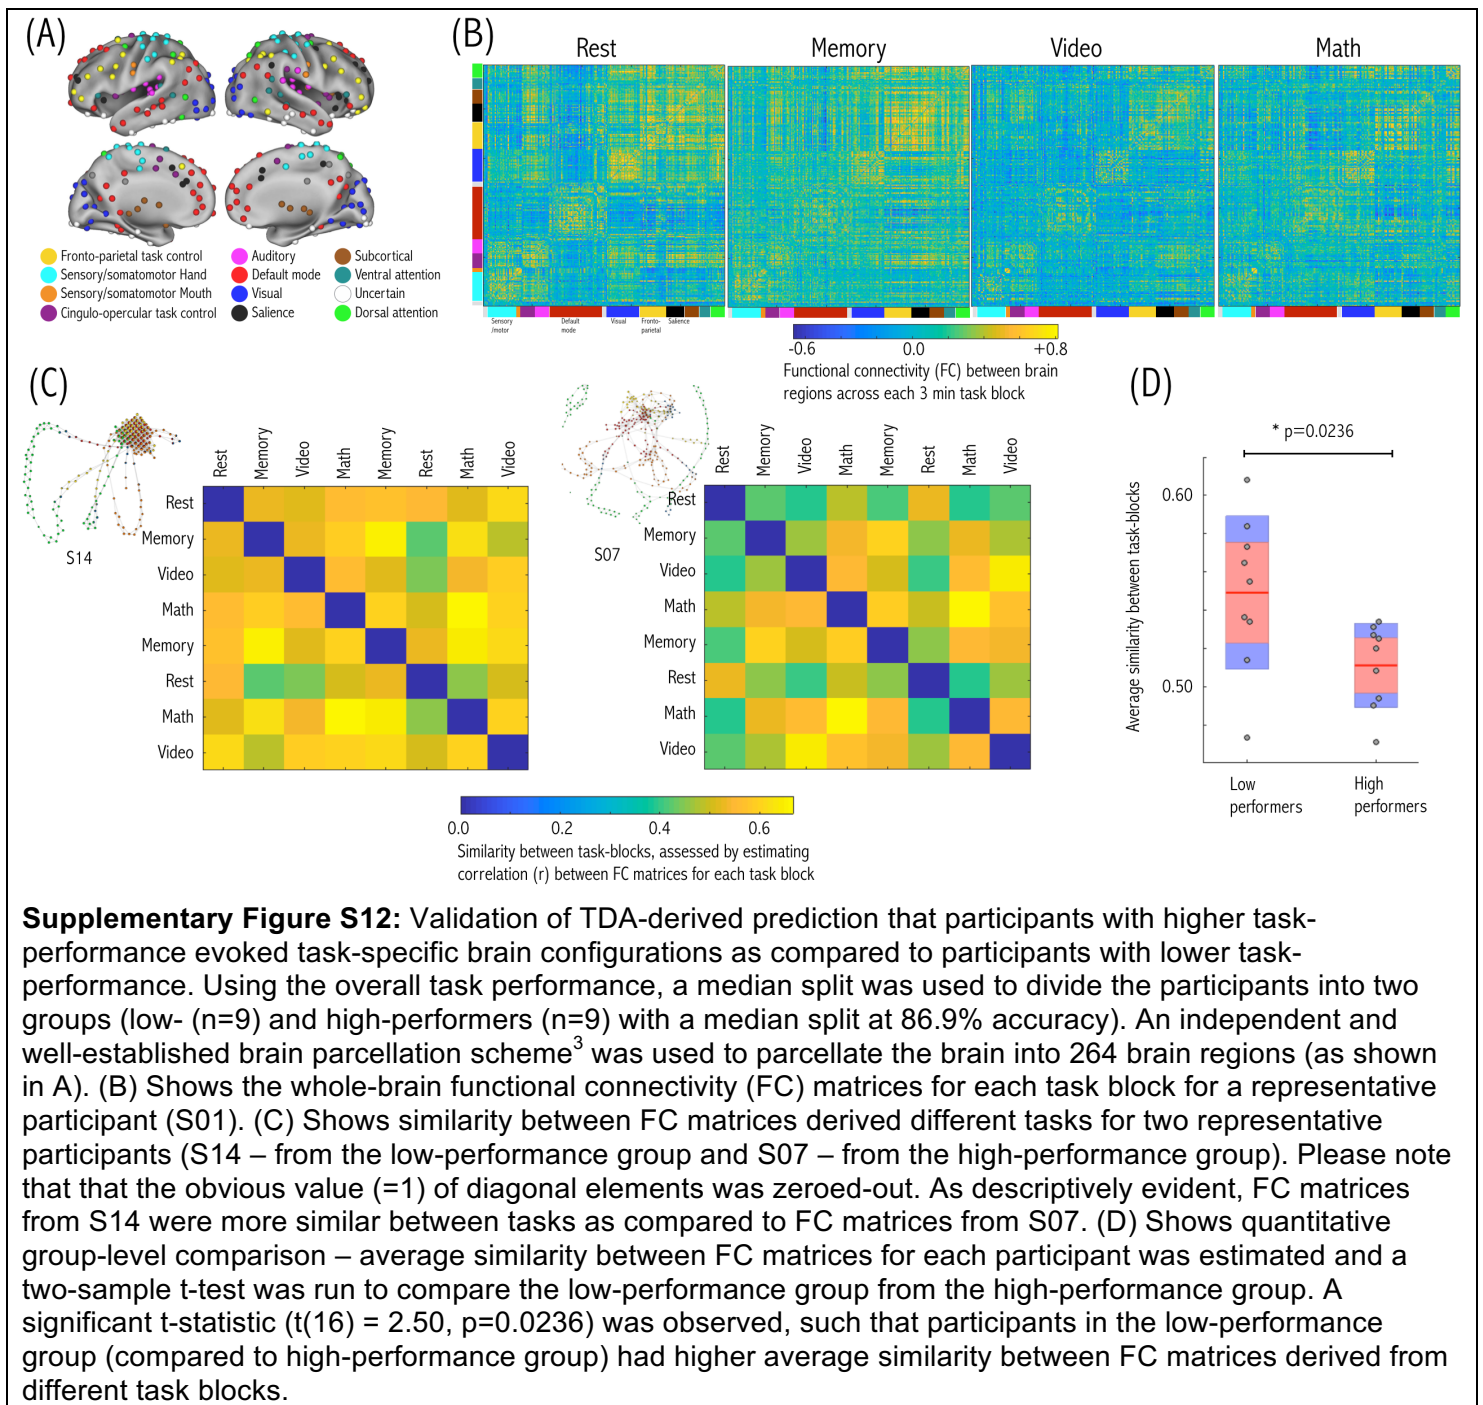 (A)
Fronto-parietal task control
Sensory/somatomotor Hand
Sensory/somatomotor Mouth
Cingulo-opercular task control
Auditory
Default mode
Visual
Salience
Subcortical
Ventral attention
Uncertain
Dorsal attention
(B)
Rest
Memory
Video
Math
Sensory
/motor
Default
mode
Visual
Fronto-
parietal
Salience
-0.6
0.0
+0.8
Functional connectivity (FC) between brain
regions across each 3 min task block
(C)
S14
Rest
Memory
Video
Math
Memory
Rest
Math
Video
Rest
Memory
Video
Math
Memory
Rest
Math
Video
S07
Rest
Memory
Video
Math
Memory
Rest
Math
Video
Rest
Memory
Video
Math
Memory
Rest
Math
Video
0.0
0.2
0.4
0.6
Similarity between task-blocks, assessed by estimating
correlation (r) between FC matrices for each task block
(D)
* p=0.0236
Average similarity between task-blocks
0.60
0.50
Low
performers
High
performers
Supplementary Figure S12: Validation of TDA-derived prediction that participants with higher task-
performance evoked task-specific brain configurations as compared to participants with lower task-
performance. Using the overall task performance, a median split was used to divide the participants into two
groups (low- (n=9) and high-performers (n=9) with a median split at 86.9% accuracy). An independent and
well-established brain parcellation scheme3 was used to parcellate the brain into 264 brain regions (as shown
in A). (B) Shows the whole-brain functional connectivity (FC) matrices for each task block for a representative
participant (S01). (C) Shows similarity between FC matrices derived different tasks for two representative
participants (S14 – from the low-performance group and S07 – from the high-performance group). Please note
that that the obvious value (=1) of diagonal elements was zeroed-out. As descriptively evident, FC matrices
from S14 were more similar between tasks as compared to FC matrices from S07. (D) Shows quantitative
group-level comparison – average similarity between FC matrices for each participant was estimated and a
two-sample t-test was run to compare the low-performance group from the high-performance group. A
significant t-statistic (t(16) = 2.50, p=0.0236) was observed, such that participants in the low-performance
group (compared to high-performance group) had higher average similarity between FC matrices derived from
different task blocks.